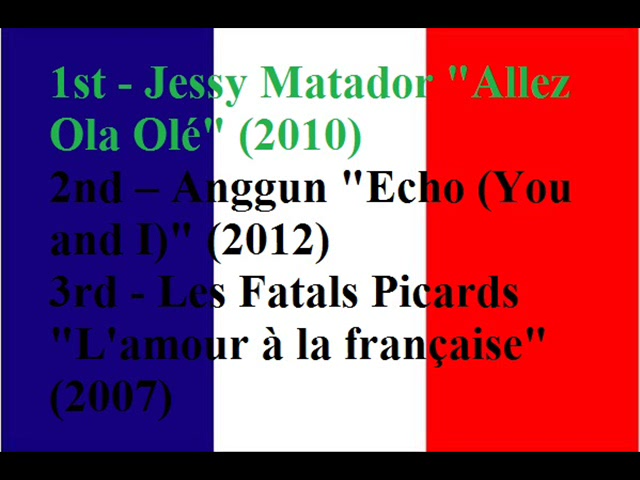 1st - Jessy Matador "Allez
Ola Olé" (2010)
2nd – Anggun "Echo (You
and I)" (2012)
3rd - Les Fatals Picards
"L'amour à la française"
(2007)